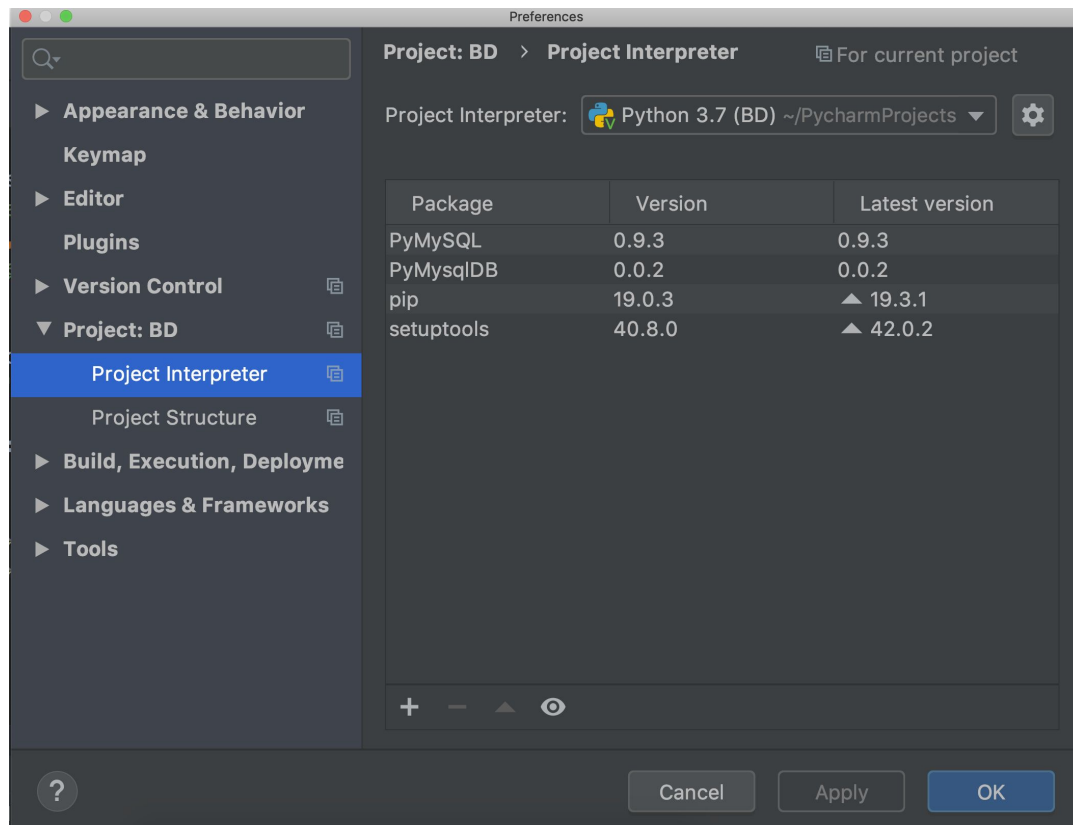 Preferences
Project: BD > Project Interpreter For current project
Appearance & Behavior
Keymap
Editor
Plugins
Version Control
Project: BD
Project Interpreter
Project Structure
Build, Execution, Deployme
Languages & Frameworks
Tools
Project Interpreter: Python 3.7 (BD) ~/PycharmProjects
Package Version Latest version
PyMySQL 0.9.3 0.9.3
PyMysqlDB 0.0.2 0.0.2
pip 19.0.3 19.3.1
setuptools 40.8.0 42.0.2
? Cancel Apply OK